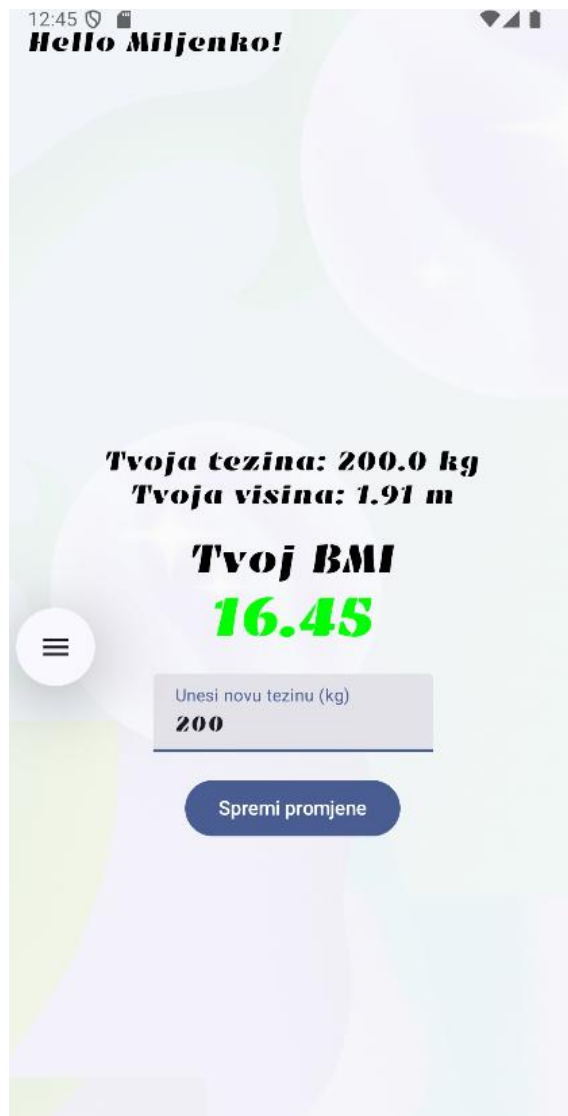 12:45
Hello Miljenko!
Tvoja tezina: 200.0 kg
Tvoja visina: 1.91 m
Tvoj BMI
16.45
Unesi novu tezinu (kg)
200
Spremi promjene